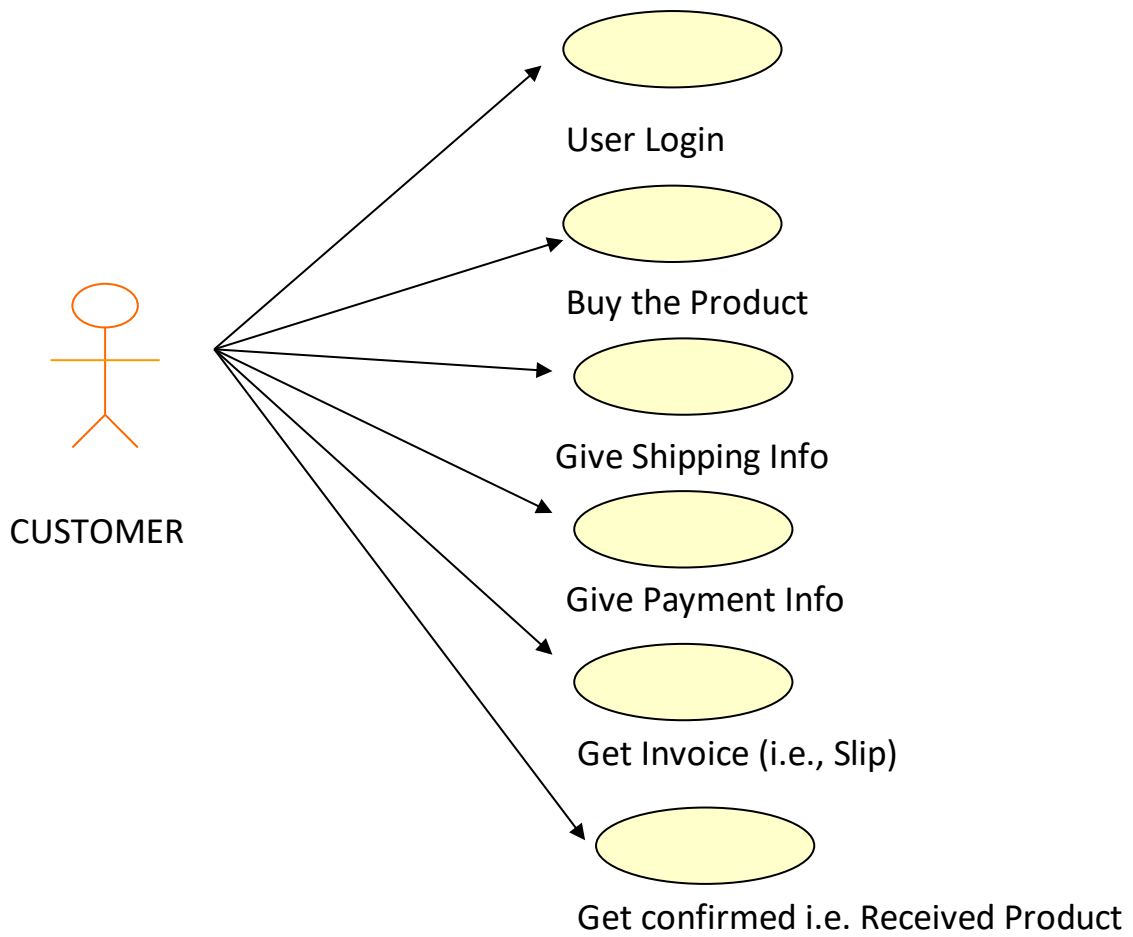 User Login
Buy the Product
Give Shipping Info
CUSTOMER
Give Payment Info
Get Invoice (i.e., Slip)
Get confirmed i.e. Received Product